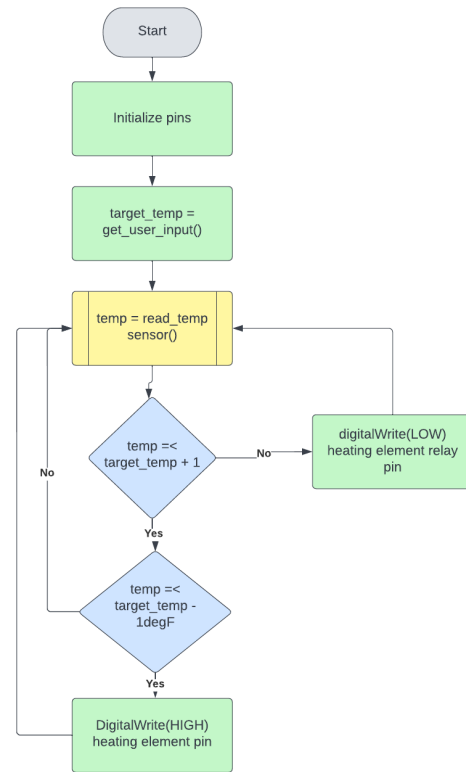 Start
Initialize pins
target_temp =
get_user_input()
temp = read_temp
sensor()
temp =<
target_temp + 1
No
digitalWrite(LOW)
heating element relay
pin
No
Yes
temp =<
target_temp -
1degF
Yes
DigitalWrite(HIGH)
heating element pin